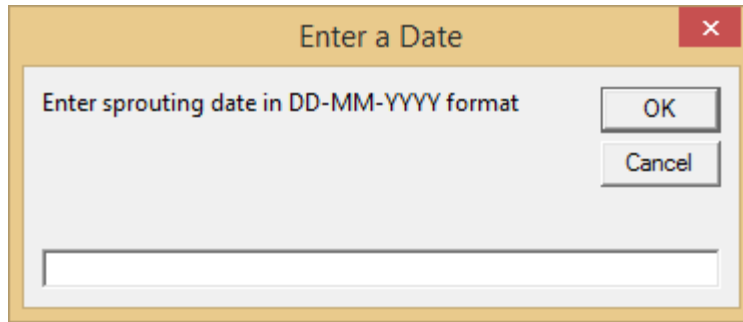 Enter a Date
Enter sprouting date in DD-MM-YYYY format
OK
Cancel